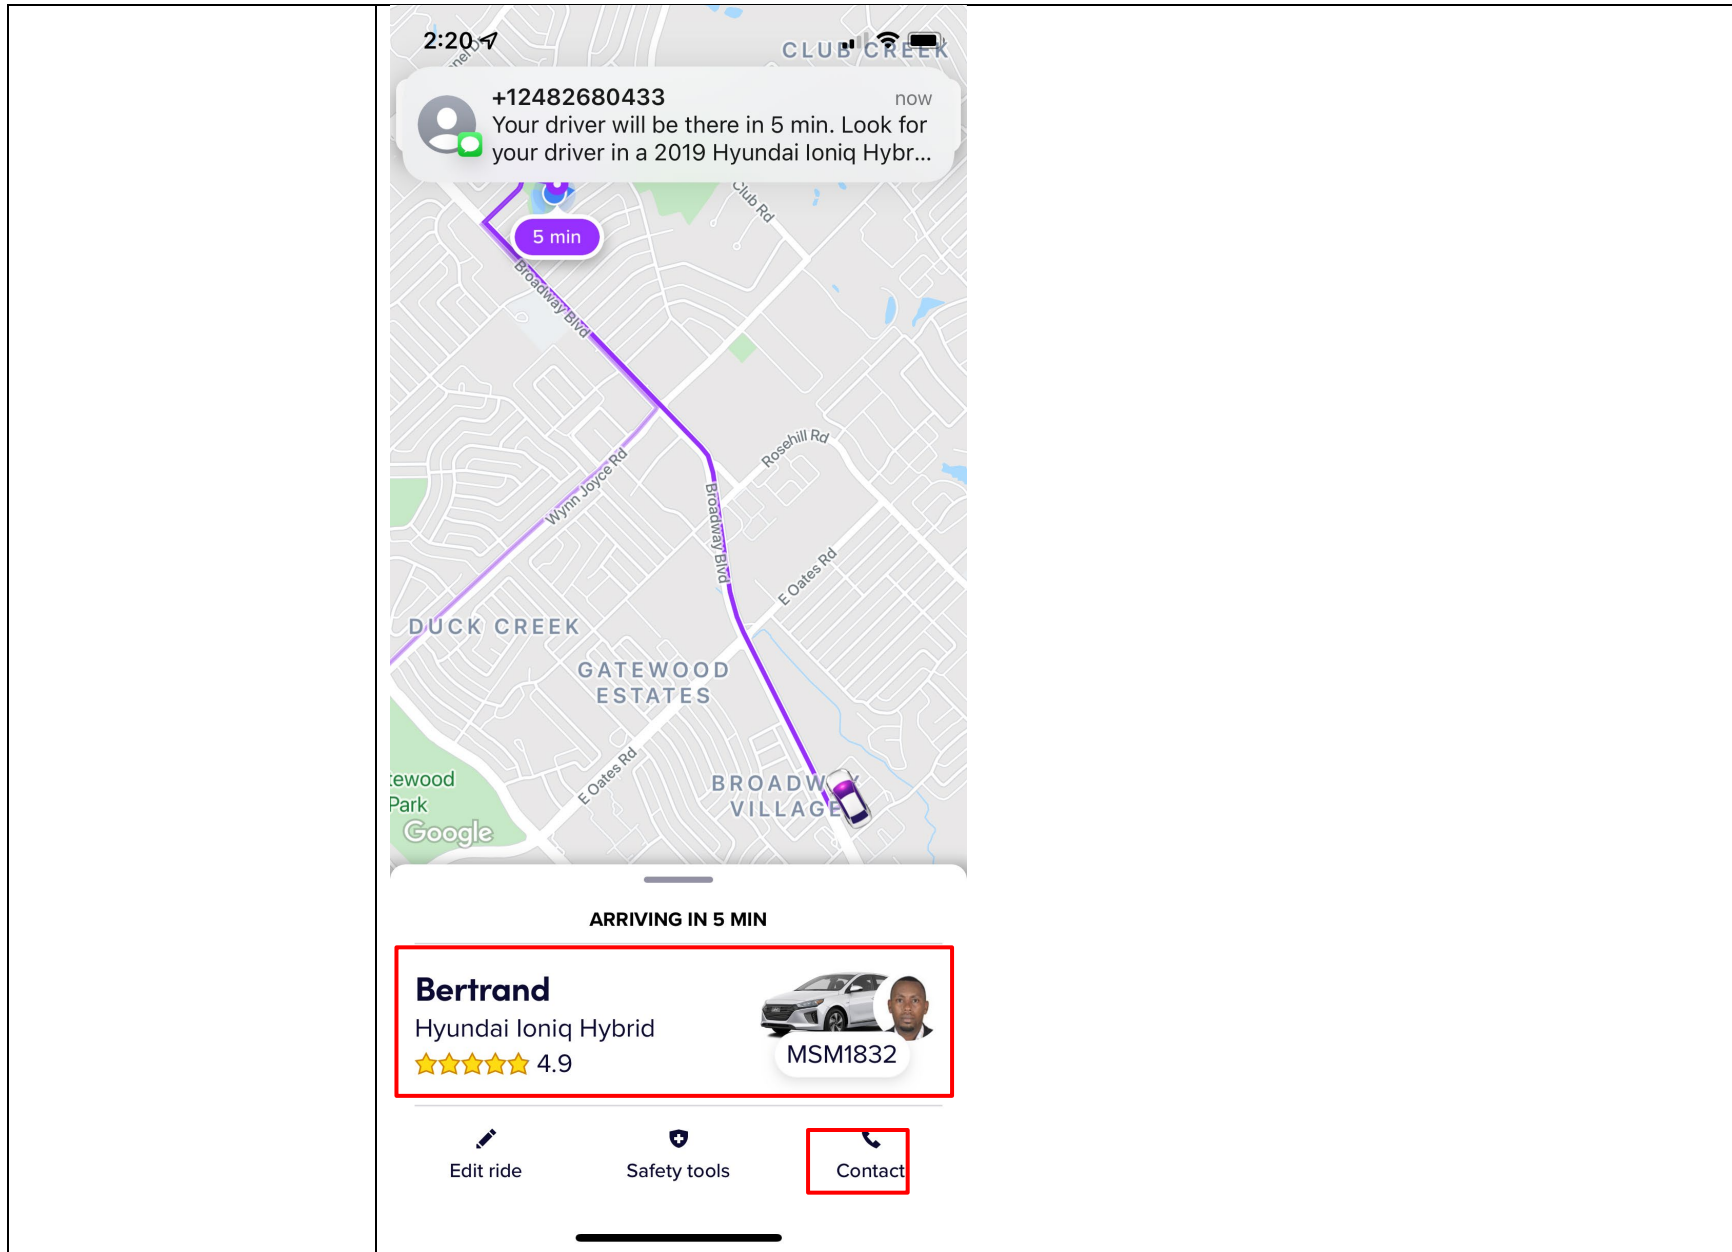 2:20
CLUB CREEK
+12482680433
now
Your driver will be there in 5 min. Look for
your driver in a 2019 Hyundai Ioniq Hybr...
Club Rd
5 min
Broadway Blvd
Rosehill Rd
Wynn Joyce Rd
Broadway Blvd
E Oates Rd
DUCK CREEK
GATEWOOD
ESTATES
E Oates Rd
BROADW
VILLAGE
ewood
Park
Google
ARRIVING IN 5 MIN
Bertrand
Hyundai Ioniq Hybrid
4.9
MSM1832
Edit ride
Safety tools
Contact